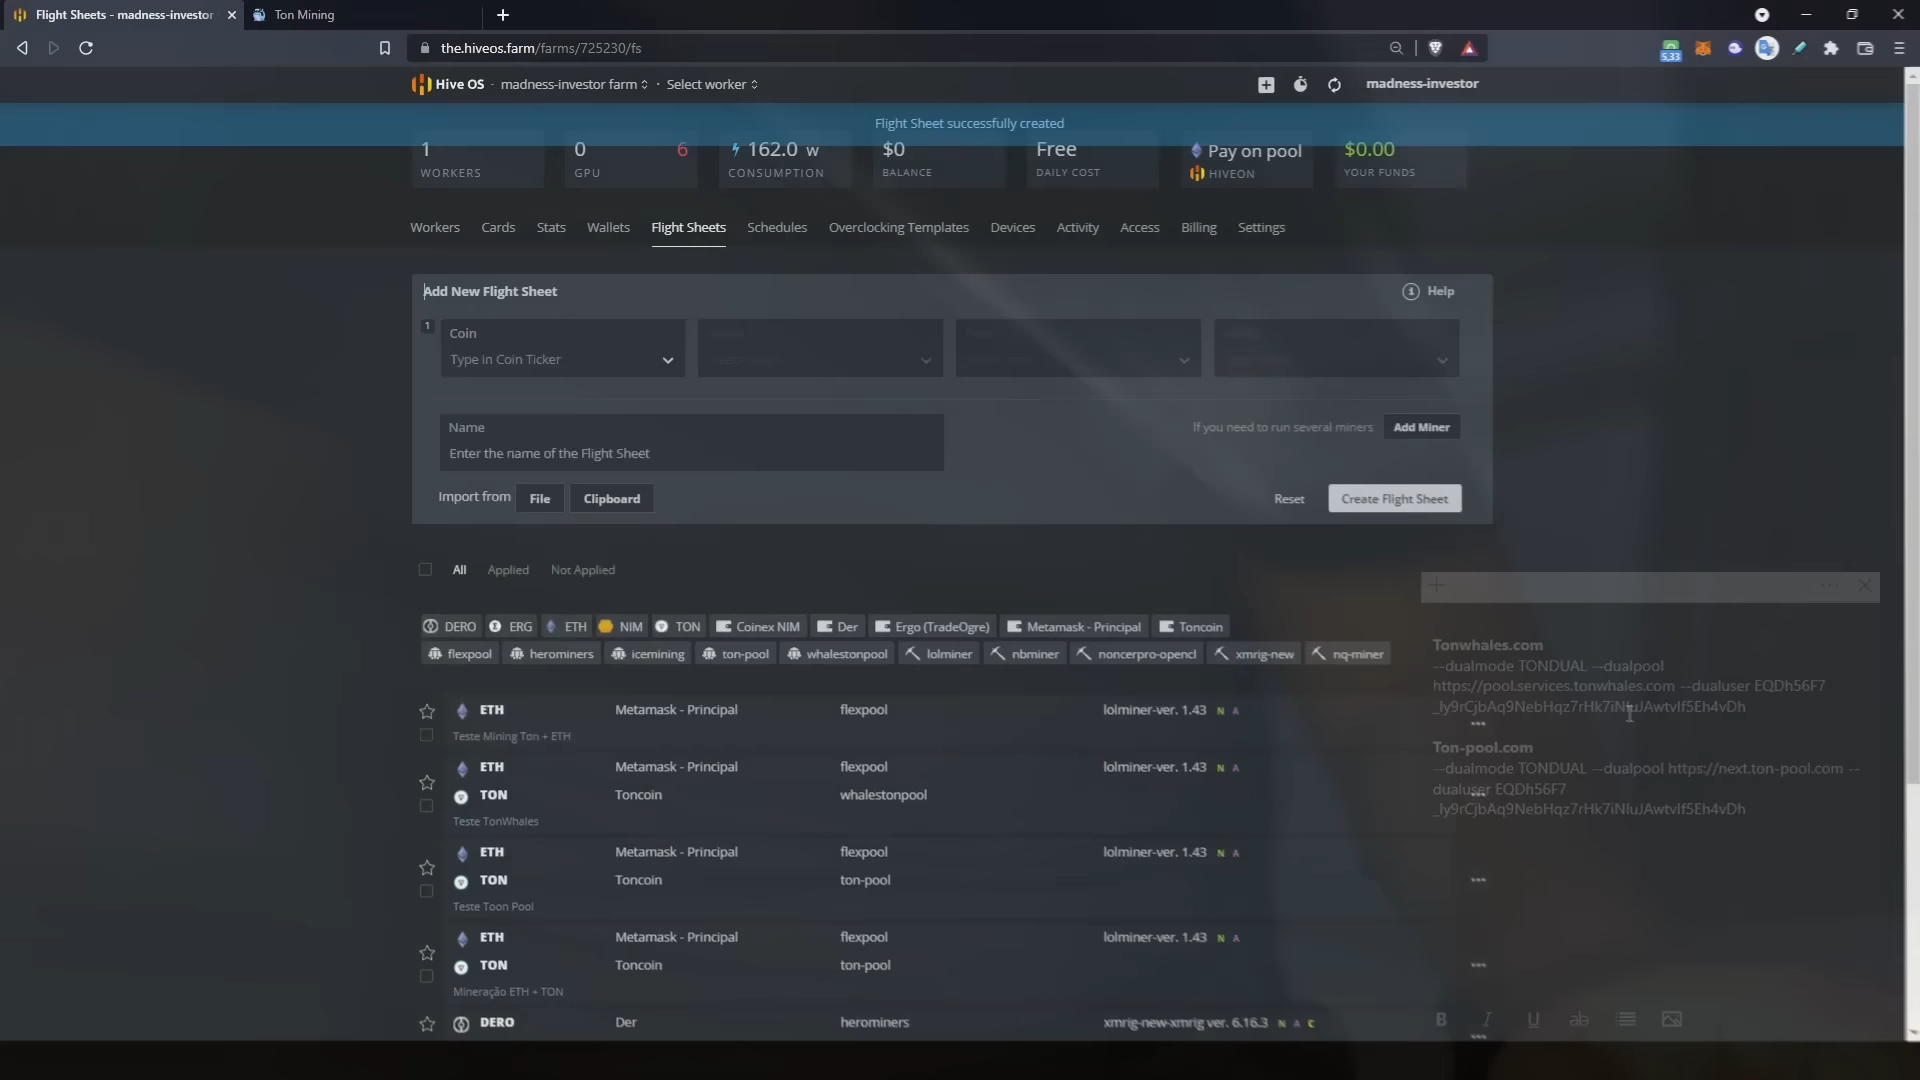 Flight Sheets - madness-investor
Ton Mining
the.hiveos.farm/farms/725230/fs
5,33
Hive OS · madness-investor farm · Select worker
madness-investor
Flight Sheet successfully created
1
WORKERS
0 6
GPU
162.0 w
CONSUMPTION
$0
BALANCE
Free
DAILY COST
Pay on pool
HIVEON
$0.00
YOUR FUNDS
Workers Cards Stats Wallets Flight Sheets Schedules Overclocking Templates Devices Activity Access Billing Settings
Add New Flight Sheet
Help
1
Coin
Type in Coin Ticker
Name
Enter the name of the Flight Sheet
If you need to run several miners Add Miner
Import from File Clipboard
Reset Create Flight Sheet
All Applied Not Applied
DERO ERG ETH NIM TON Coinex NIM Der Ergo (TradeOgre) Metamask - Principal Toncoin
flexpool herominers icemining ton-pool whalestonpool lolminer nbminer noncerpro-opencl xmrig-new nq-miner
ETH Metamask - Principal flexpool lolminer-ver. 1.43 N A
Teste Mining Ton + ETH
ETH Metamask - Principal flexpool lolminer-ver. 1.43 N A
TON Toncoin whalestonpool
Teste TonWhales
ETH Metamask - Principal flexpool lolminer-ver. 1.43 N A
TON Toncoin ton-pool
Teste Toon Pool
ETH Metamask - Principal flexpool lolminer-ver. 1.43 N A
TON Toncoin ton-pool
Mineração ETH + TON
DERO Der herominers xmrig-new-xmrig ver. 6.16.3 N A C
Tonwhales.com
--dualmode TONDUAL --dualpool
https://pool.services.tonwhales.com --dualuser EQDh56F7
Ton-pool.com
--dualmode TONDUAL --dualpool https://next.ton-pool.com --
dualuser EQDh56F7
B I U ab